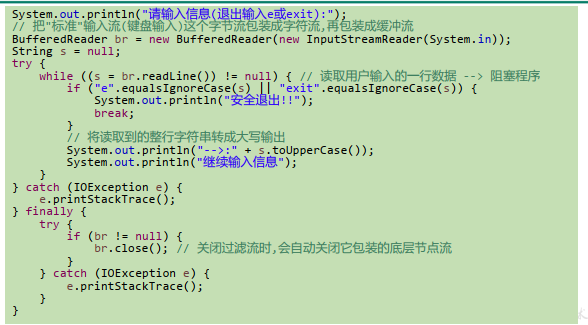 System.out.println("请输入信息(退出输入e或exit):");
// 把"标准"输入流(键盘输入)这个字节流包装成字符流,再包装成缓冲流
BufferedReader br = new BufferedReader(new InputStreamReader(System.in));
String s = null;
try {
while ((s = br.readLine()) != null) { // 读取用户输入的一行数据 --> 阻塞程序
if ("e".equalsIgnoreCase(s) || "exit".equalsIgnoreCase(s)) {
System.out.println("安全退出!!");
break;
}
// 将读取到的整行字符串转成大写输出
System.out.println("-->:" + s.toUpperCase());
System.out.println("继续输入信息");
}
} catch (IOException e) {
e.printStackTrace();
} finally {
try {
if (br != null) {
br.close(); // 关闭过滤流时,会自动关闭它包装的底层节点流
}
} catch (IOException e) {
e.printStackTrace();
}
}